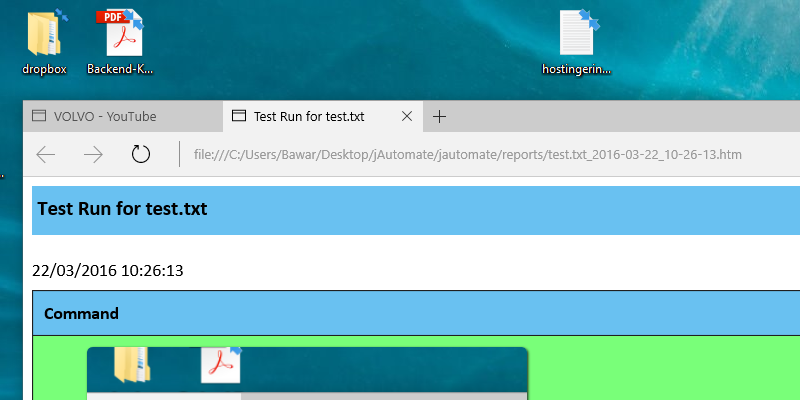 PDF
dropbox
Backend-K...
hostingerin...
VOLVO - YouTube
Test Run for test.txt
file:///C:/Users/Bawar/Desktop/jAutomate/jautomate/reports/test.txt_2016-03-22_10-26-13.htm
Test Run for test.txt
22/03/2016 10:26:13
Command